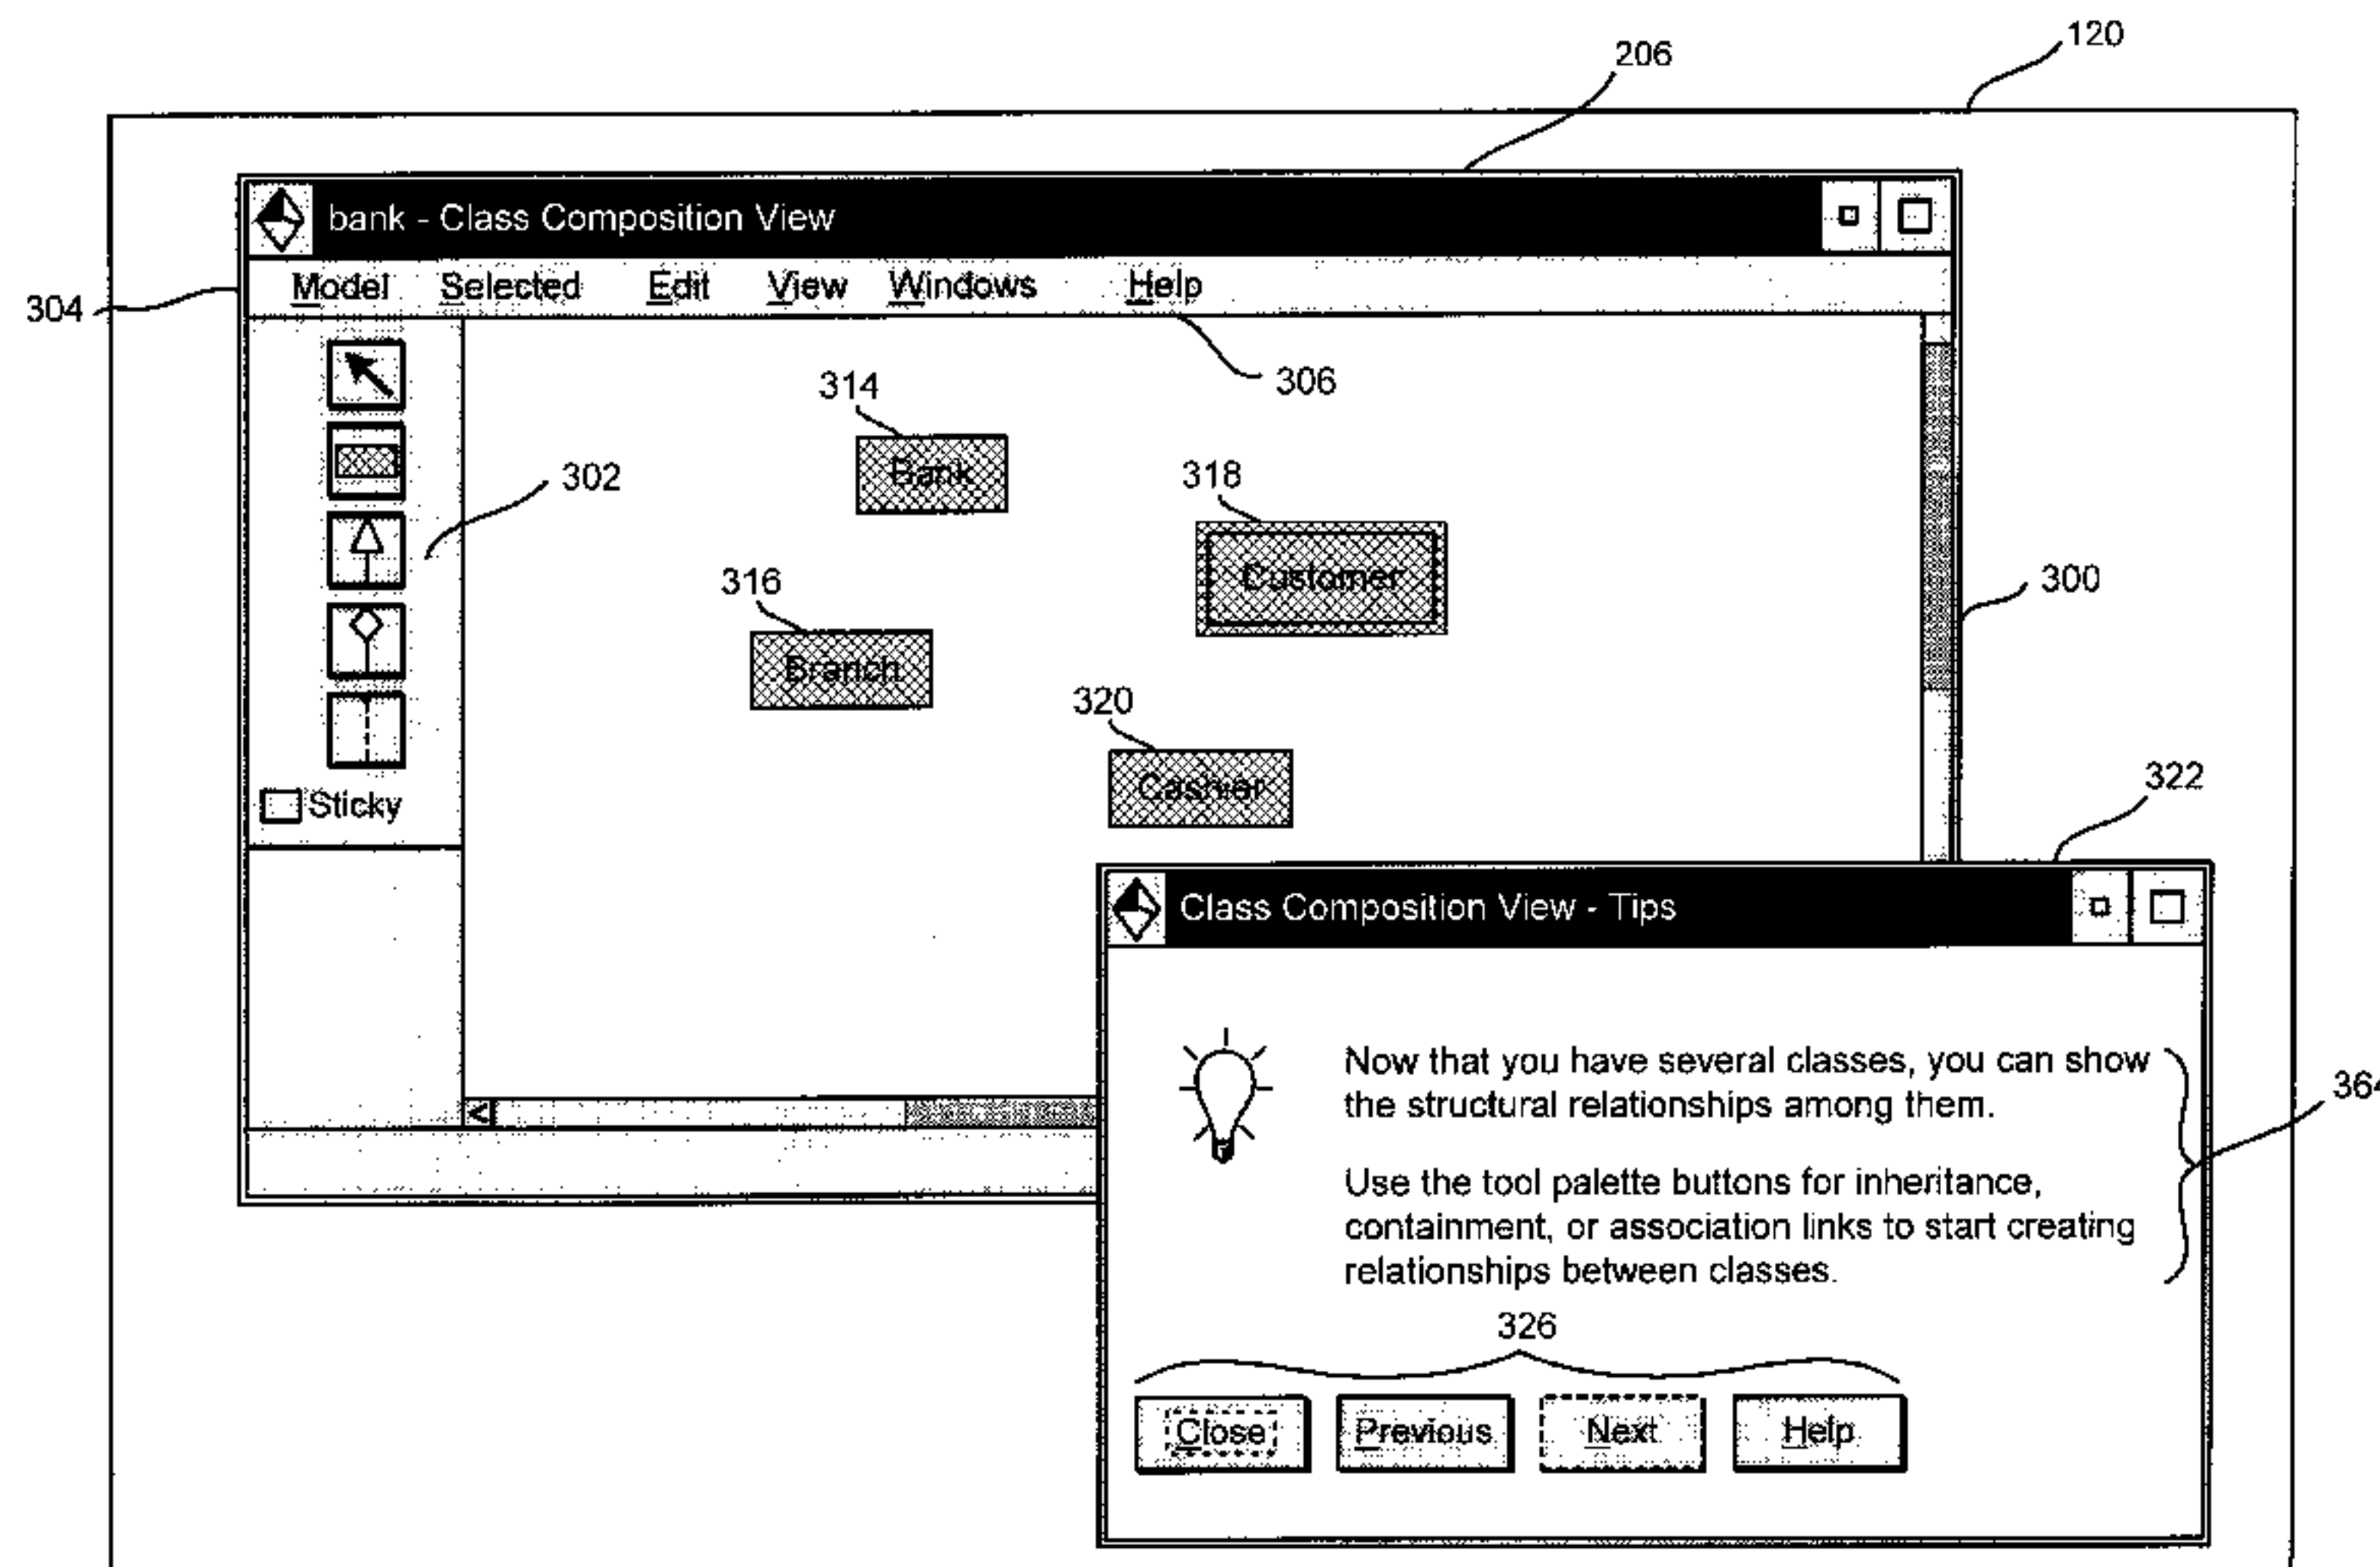 120
206
bank - Class Composition View
304
Model Selected Edit View Windows Help
306
314
Bank
302
318
Customer
300
316
Branch
320
Cashier
322
Sticky
Class Composition View - Tips
Now that you have several classes, you can show
the structural relationships among them.
364
Use the tool palette buttons for inheritance,
containment, or association links to start creating
relationships between classes.
326
Close Previous Next Help